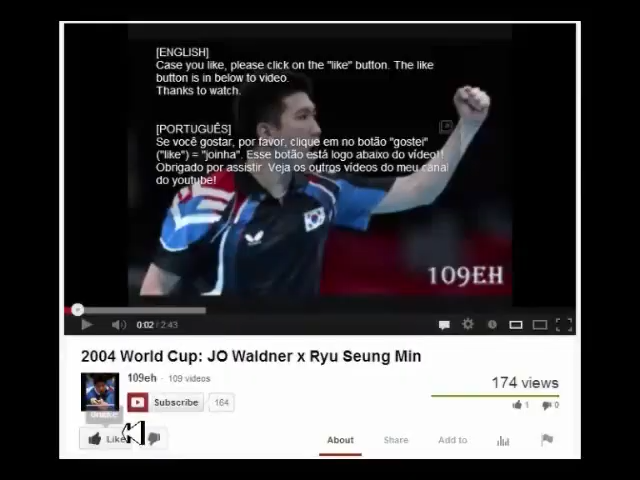 [ENGLISH]
Case you like, please click on the "like" button. The like
button is in below to video.
Thanks to watch.
[PORTUGUÊS]
Se você gostar, por favor, clique em no botão "gostei"
("like") = "joinha". Esse botão está logo abaixo do vídeo!!
Obrigado por assistir. Veja os outros vídeos do meu canal
do youtube!
109EH
0:02 / 2:43
2004 World Cup: JO Waldner x Ryu Seung Min
109eh · 109 videos
Subscribe 164
174 views
1 0
Like
About Share Add to